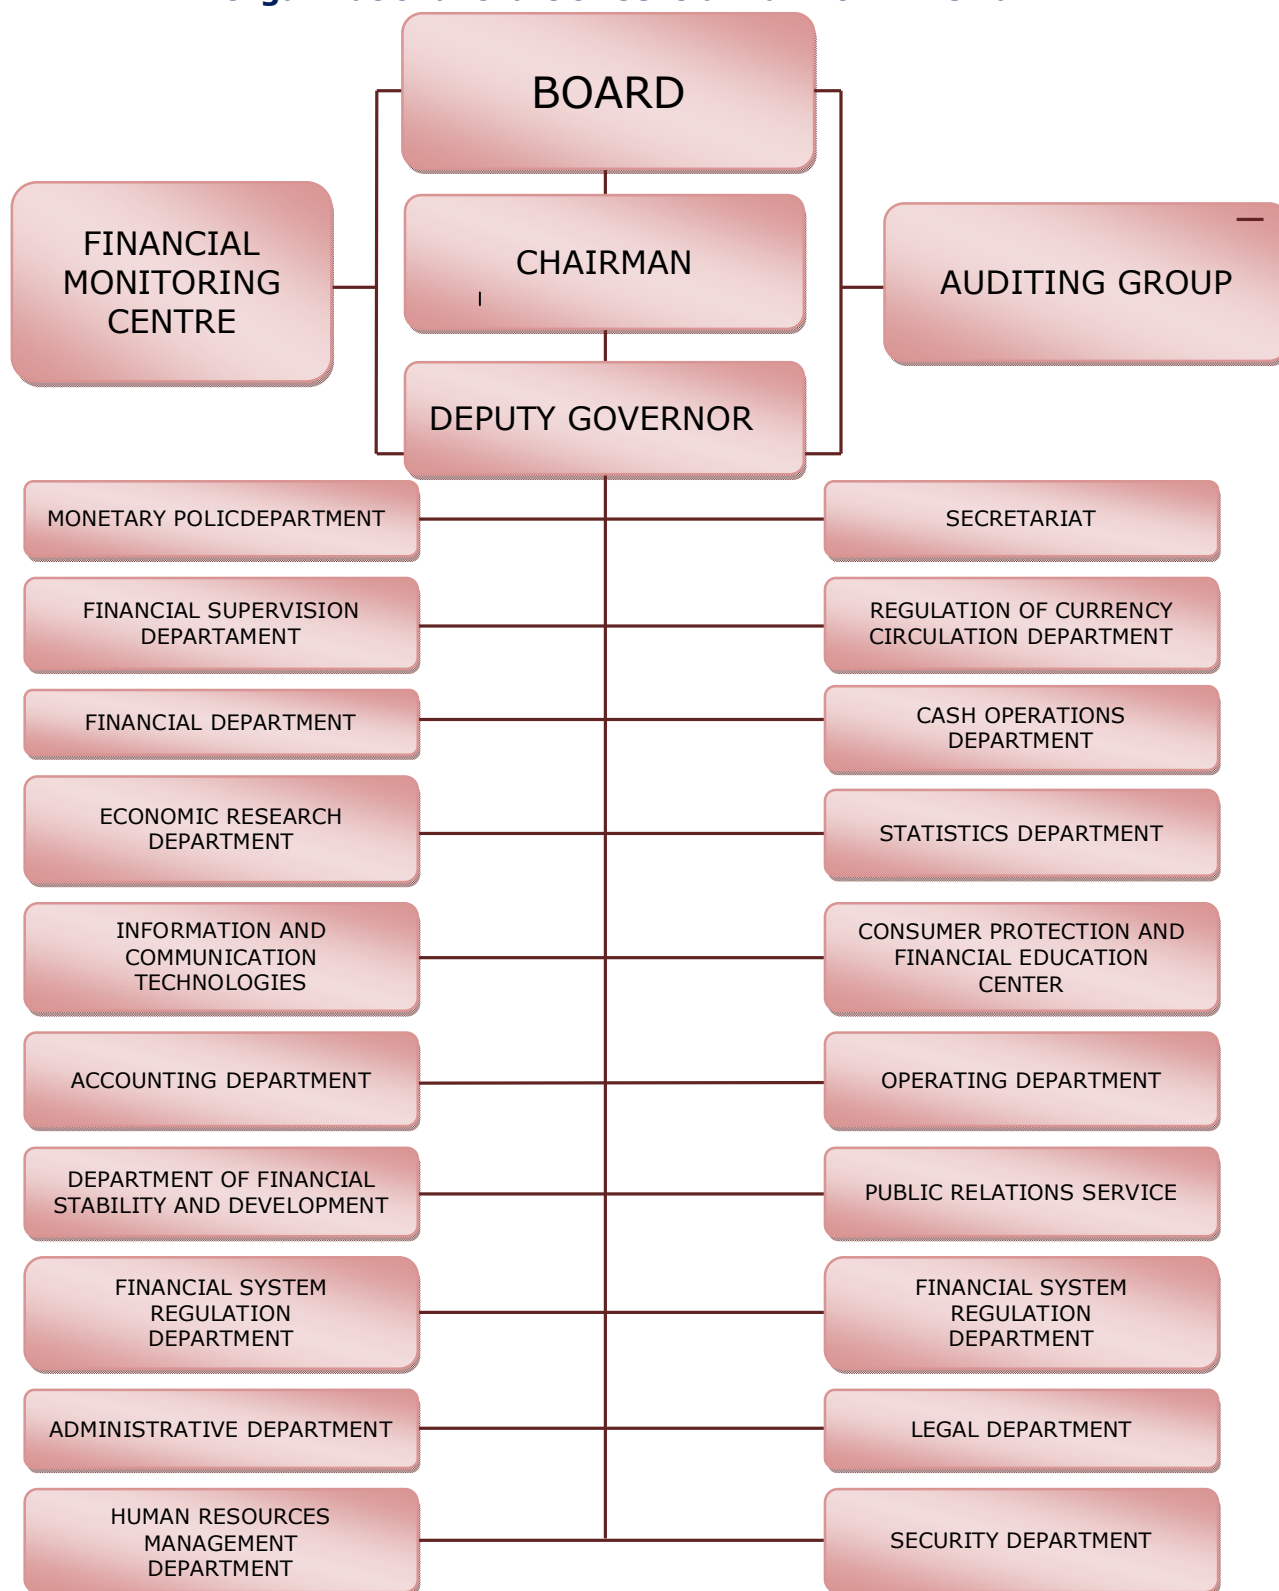 BOARD
FINANCIAL
MONITORING
CENTRE
CHAIRMAN
AUDITING GROUP
DEPUTY GOVERNOR
MONETARY POLICDEPARTMENT
SECRETARIAT
FINANCIAL SUPERVISION
DEPARTAMENT
REGULATION OF CURRENCY
CIRCULATION DEPARTMENT
FINANCIAL DEPARTMENT
CASH OPERATIONS
DEPARTMENT
ECONOMIC RESEARCH
DEPARTMENT
STATISTICS DEPARTMENT
INFORMATION AND
COMMUNICATION
TECHNOLOGIES
CONSUMER PROTECTION AND
FINANCIAL EDUCATION
CENTER
ACCOUNTING DEPARTMENT
OPERATING DEPARTMENT
DEPARTMENT OF FINANCIAL
STABILITY AND DEVELOPMENT
PUBLIC RELATIONS SERVICE
FINANCIAL SYSTEM
REGULATION
DEPARTMENT
FINANCIAL SYSTEM
REGULATION
DEPARTMENT
ADMINISTRATIVE DEPARTMENT
LEGAL DEPARTMENT
HUMAN RESOURCES
MANAGEMENT
DEPARTMENT
SECURITY DEPARTMENT